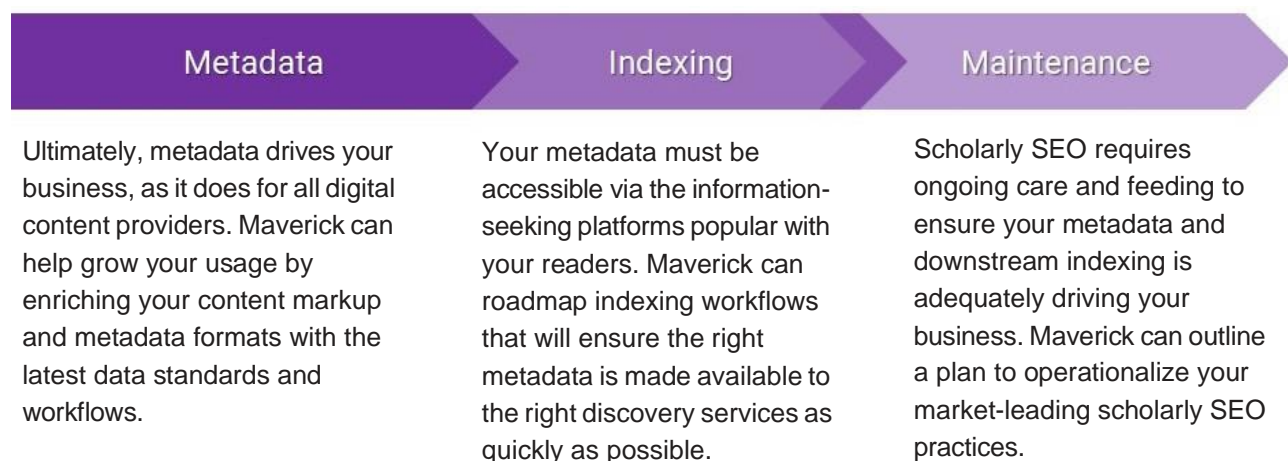 Metadata
Indexing
Maintenance
Ultimately, metadata drives your
business, as it does for all digital
content providers. Maverick can
help grow your usage by
enriching your content markup
and metadata formats with the
latest data standards and
workflows.
Your metadata must be
accessible via the information-
seeking platforms popular with
your readers. Maverick can
roadmap indexing workflows
that will ensure the right
metadata is made available to
the right discovery services as
quickly as possible.
Scholarly SEO requires
ongoing care and feeding to
ensure your metadata and
downstream indexing is
adequately driving your
business. Maverick can outline
a plan to operationalize your
market-leading scholarly SEO
practices.